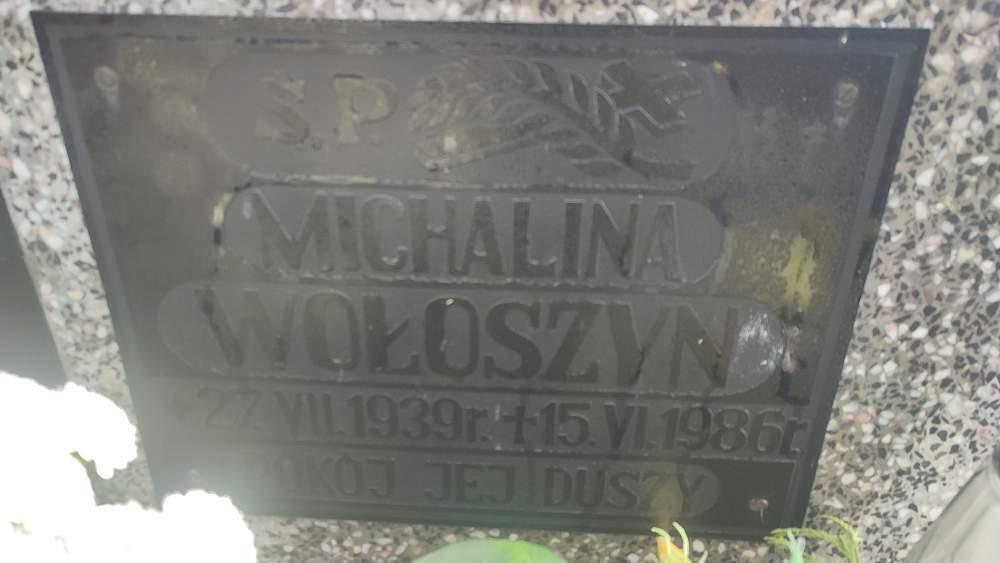 Ś.P.
MICHALINA
WOŁOSZYN
* 27.VII.1939r. + 15.VI.1986r.
POKÓJ JEJ DUSZY